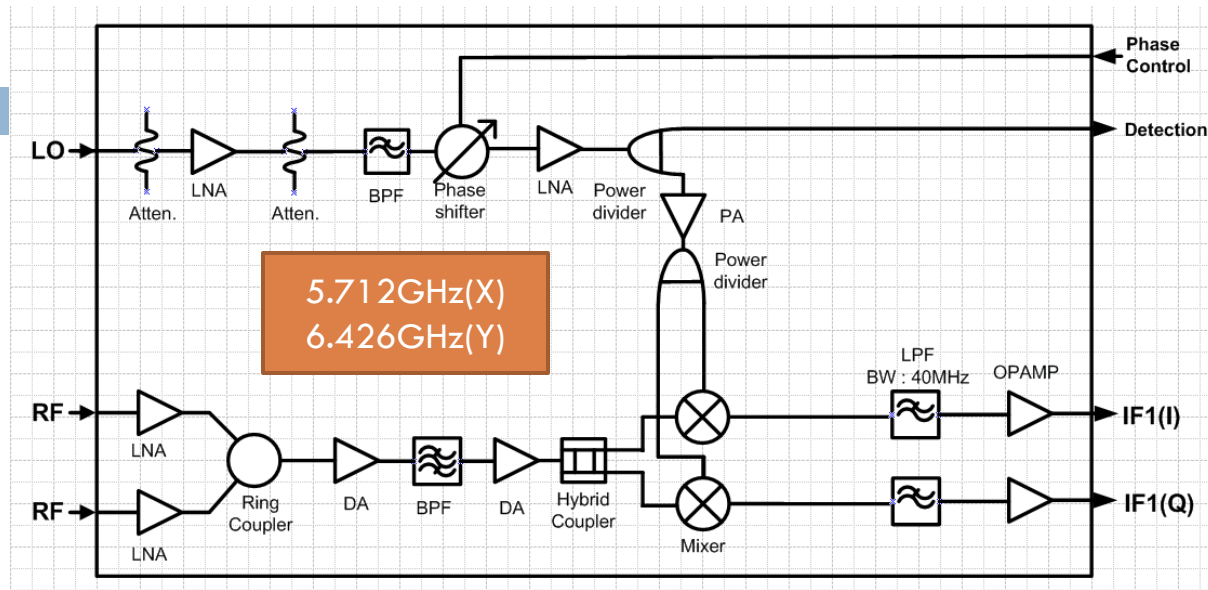 Phase
Control
LO
LNA
Atten.
Atten.
BPF
Phase
shifter
LNA
Power
divider
Detection
PA
Power
divider
5.712GHz(X)
6.426GHz(Y)
LPF
BW : 40MHz
OPAMP
RF
LNA
IF1(I)
Ring
Coupler
DA
BPF
DA
Hybrid
Coupler
RF
LNA
Mixer
IF1(Q)